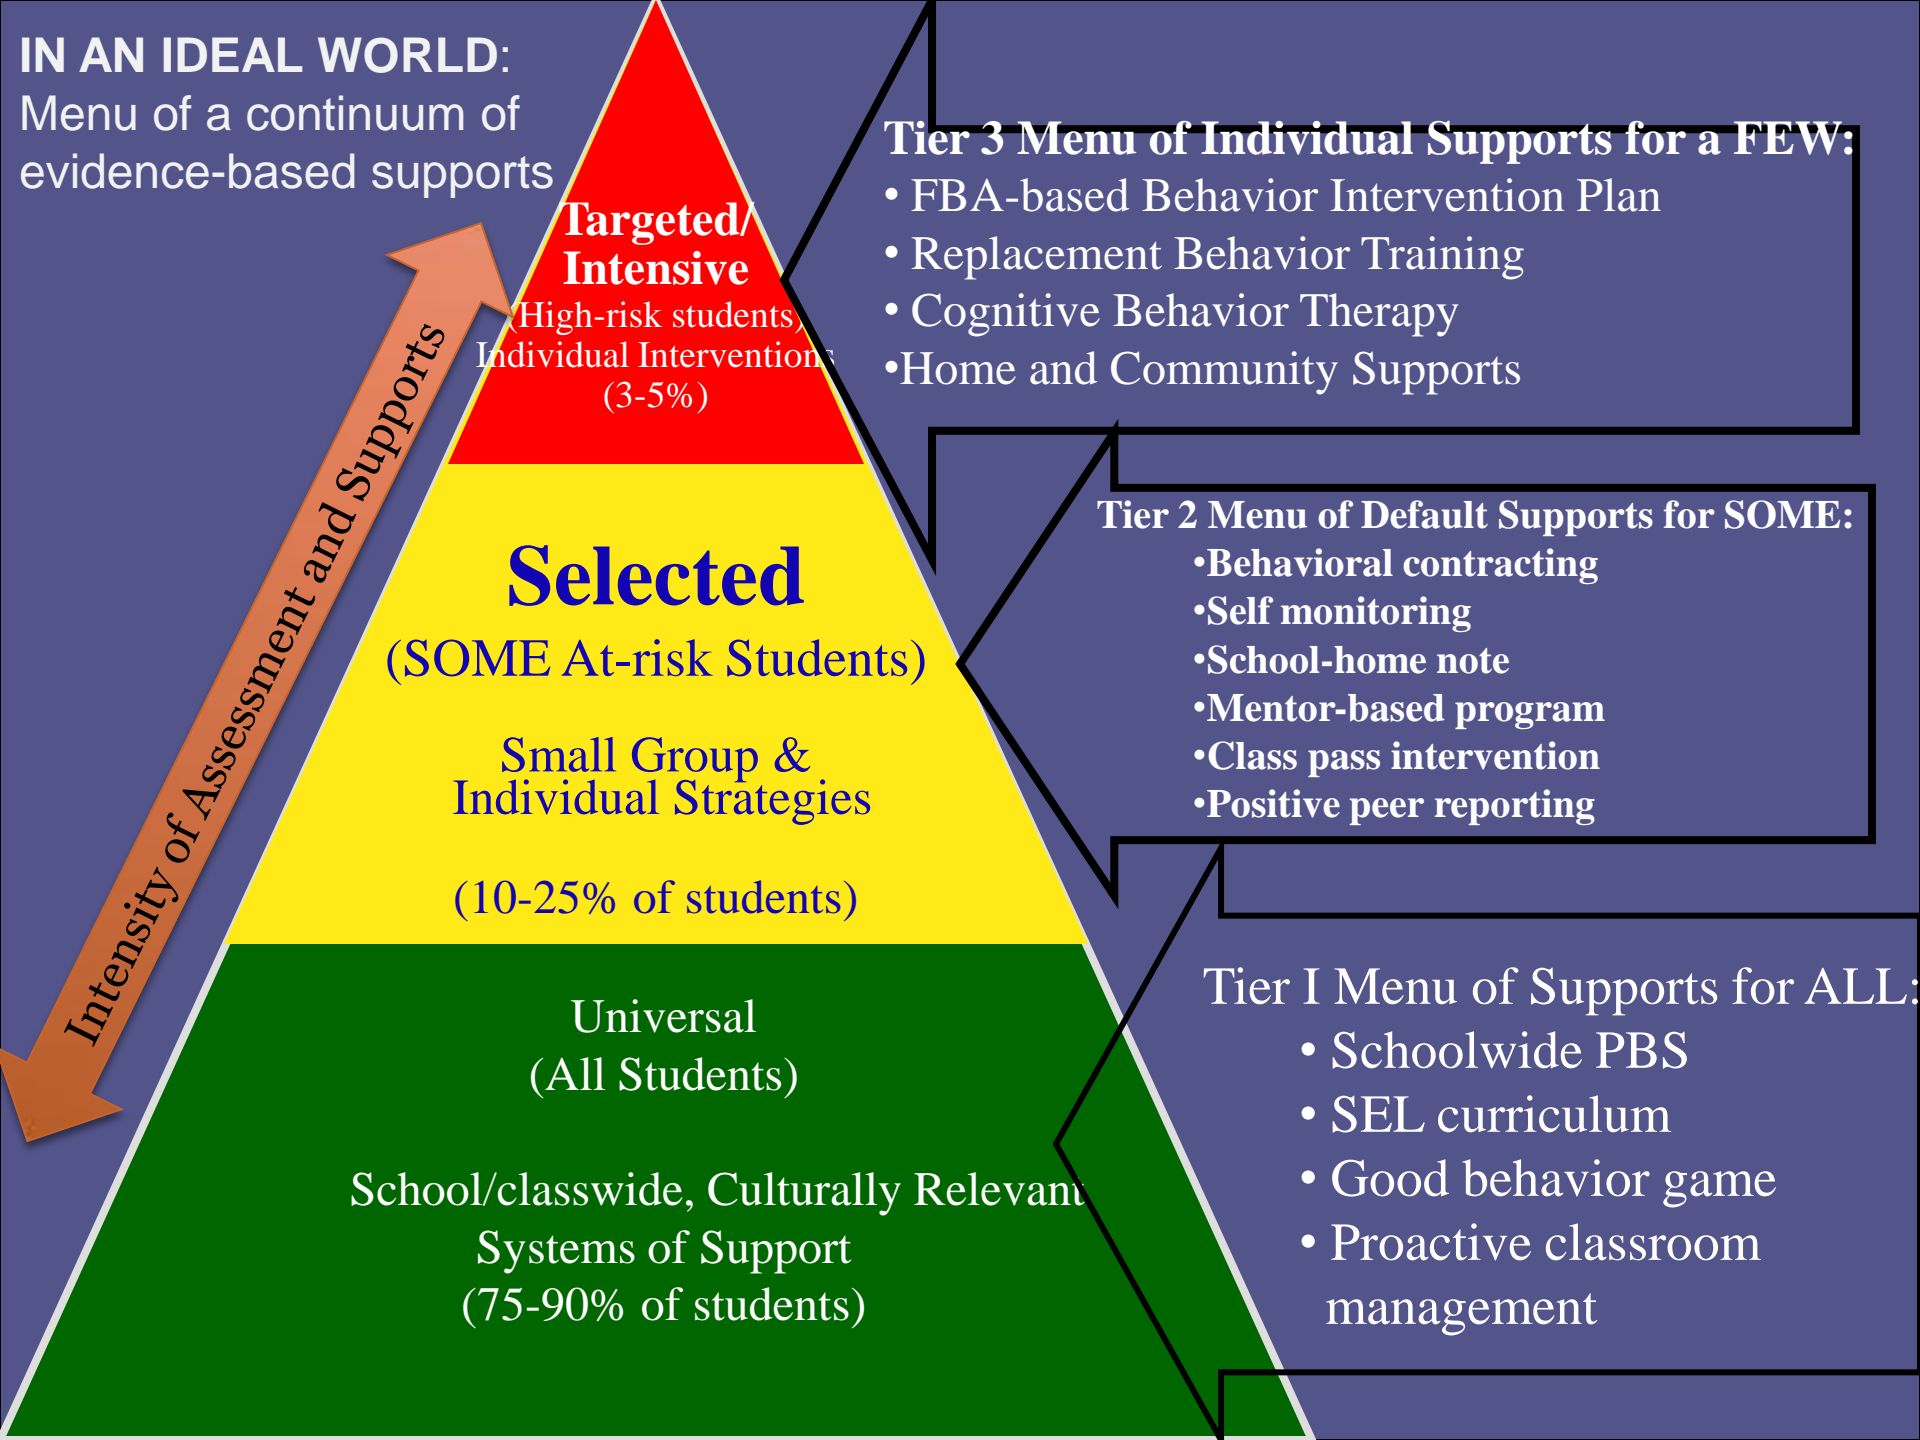 IN AN IDEAL WORLD:
Menu of a continuum of
evidence-based supports
Targeted/
Intensive
(High-risk students)
Individual Interventions
(3-5%)
Intensity of Assessment and Supports
Selected
(SOME At-risk Students)
Small Group &
Individual Strategies
(10-25% of students)
Universal
(All Students)
School/classwide, Culturally Relevant
Systems of Support
(75-90% of students)
Tier 3 Menu of Individual Supports for a FEW:
• FBA-based Behavior Intervention Plan
• Replacement Behavior Training
• Cognitive Behavior Therapy
•Home and Community Supports
Tier 2 Menu of Default Supports for SOME:
•Behavioral contracting
•Self monitoring
•School-home note
•Mentor-based program
•Class pass intervention
•Positive peer reporting
Tier I Menu of Supports for ALL:
• Schoolwide PBS
• SEL curriculum
• Good behavior game
• Proactive classroom
management